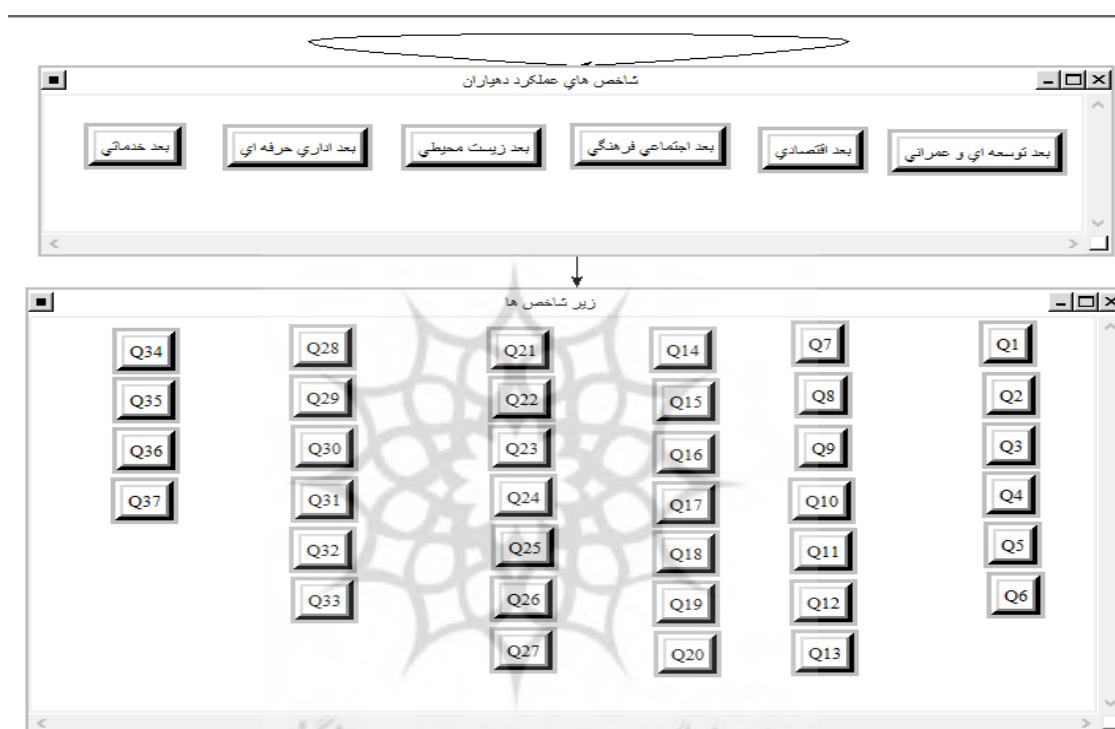 شاخص هاي عملکرد دهياران
بعد توسعه اي و عمراني
بعد اقتصادي
بعد اجتماعي فرهنگي
بعد زيست محيطي
بعد اداري حرفه اي
بعد خدماتي
زير شاخص ها
Q1
Q2
Q3
Q4
Q5
Q6
Q7
Q8
Q9
Q10
Q11
Q12
Q13
Q14
Q15
Q16
Q17
Q18
Q19
Q20
Q21
Q22
Q23
Q24
Q25
Q26
Q27
Q28
Q29
Q30
Q31
Q32
Q33
Q34
Q35
Q36
Q37